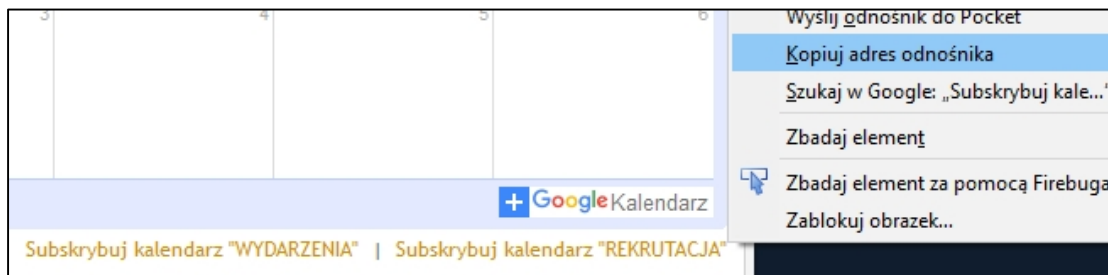 3 4 5 6
Wyślij odnośnik do Pocket
Kopiuj adres odnośnika
Szukaj w Google: „Subskrybuj kale..."
Zbadaj element
+ Google Kalendarz
Zbadaj element za pomocą Firebuga
Zablokuj obrazek...
Subskrybuj kalendarz "WYDARZENIA" | Subskrybuj kalendarz "REKRUTACJA"